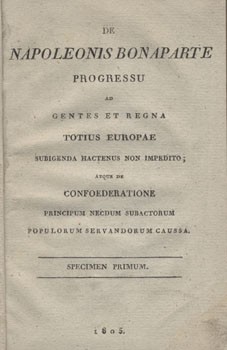 DE
NAPOLEONIS BONAPARTE
PROGRESSU
AD
GENTES ET REGNA
TOTIUS EUROPAE
SUBIGENDA HACTENUS NON IMPEDITO;
ATQUE DE
CONFOEDERATIONE
PRINCIPUM NECDUM SUBACTORUM
POPULORUM SERVANDORUM CAUSSA.
SPECIMEN PRIMUM.
1805.